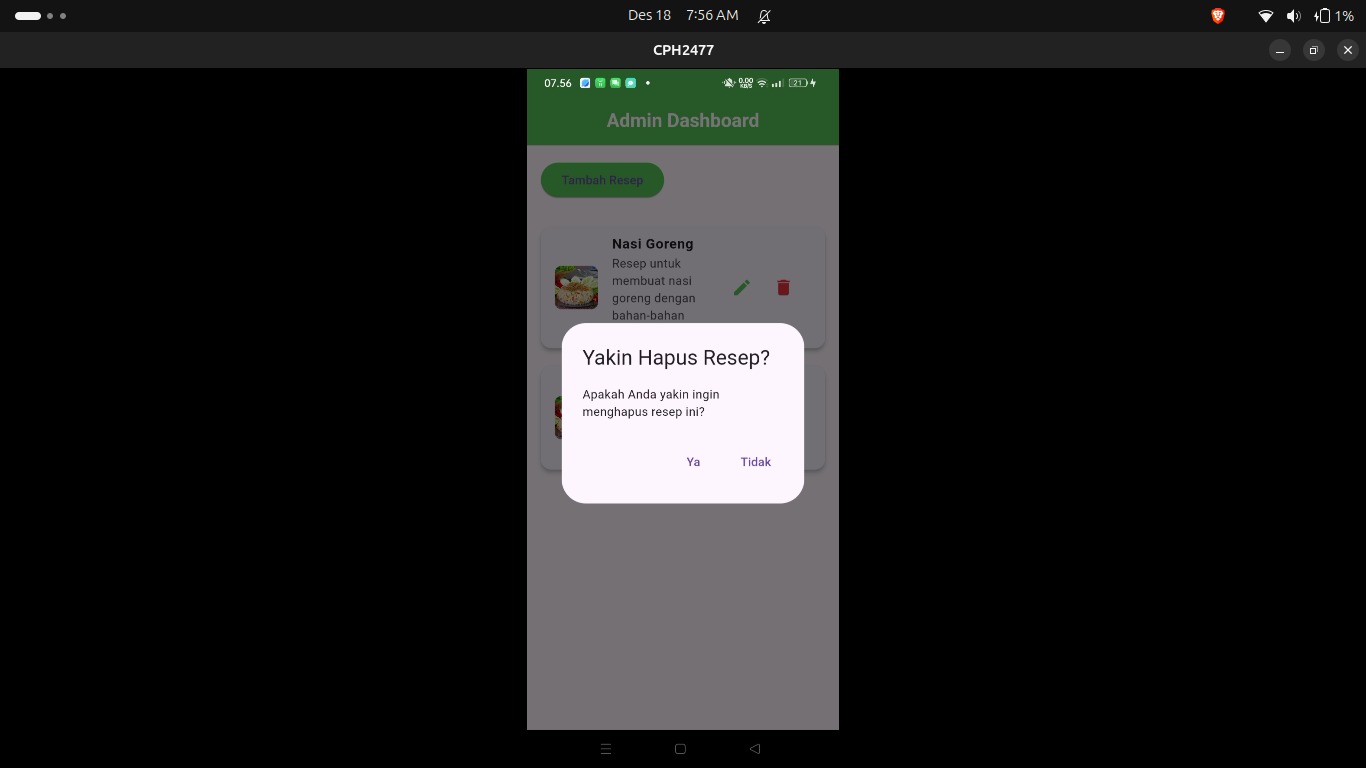 Des 18 7:56 AM
1%
CPH2477
07.56
0.00
KB/S
21
Admin Dashboard
Tambah Resep
Nasi Goreng
Resep untuk
membuat nasi
goreng dengan
bahan-bahan
Yakin Hapus Resep?
Apakah Anda yakin ingin
menghapus resep ini?
Ya Tidak